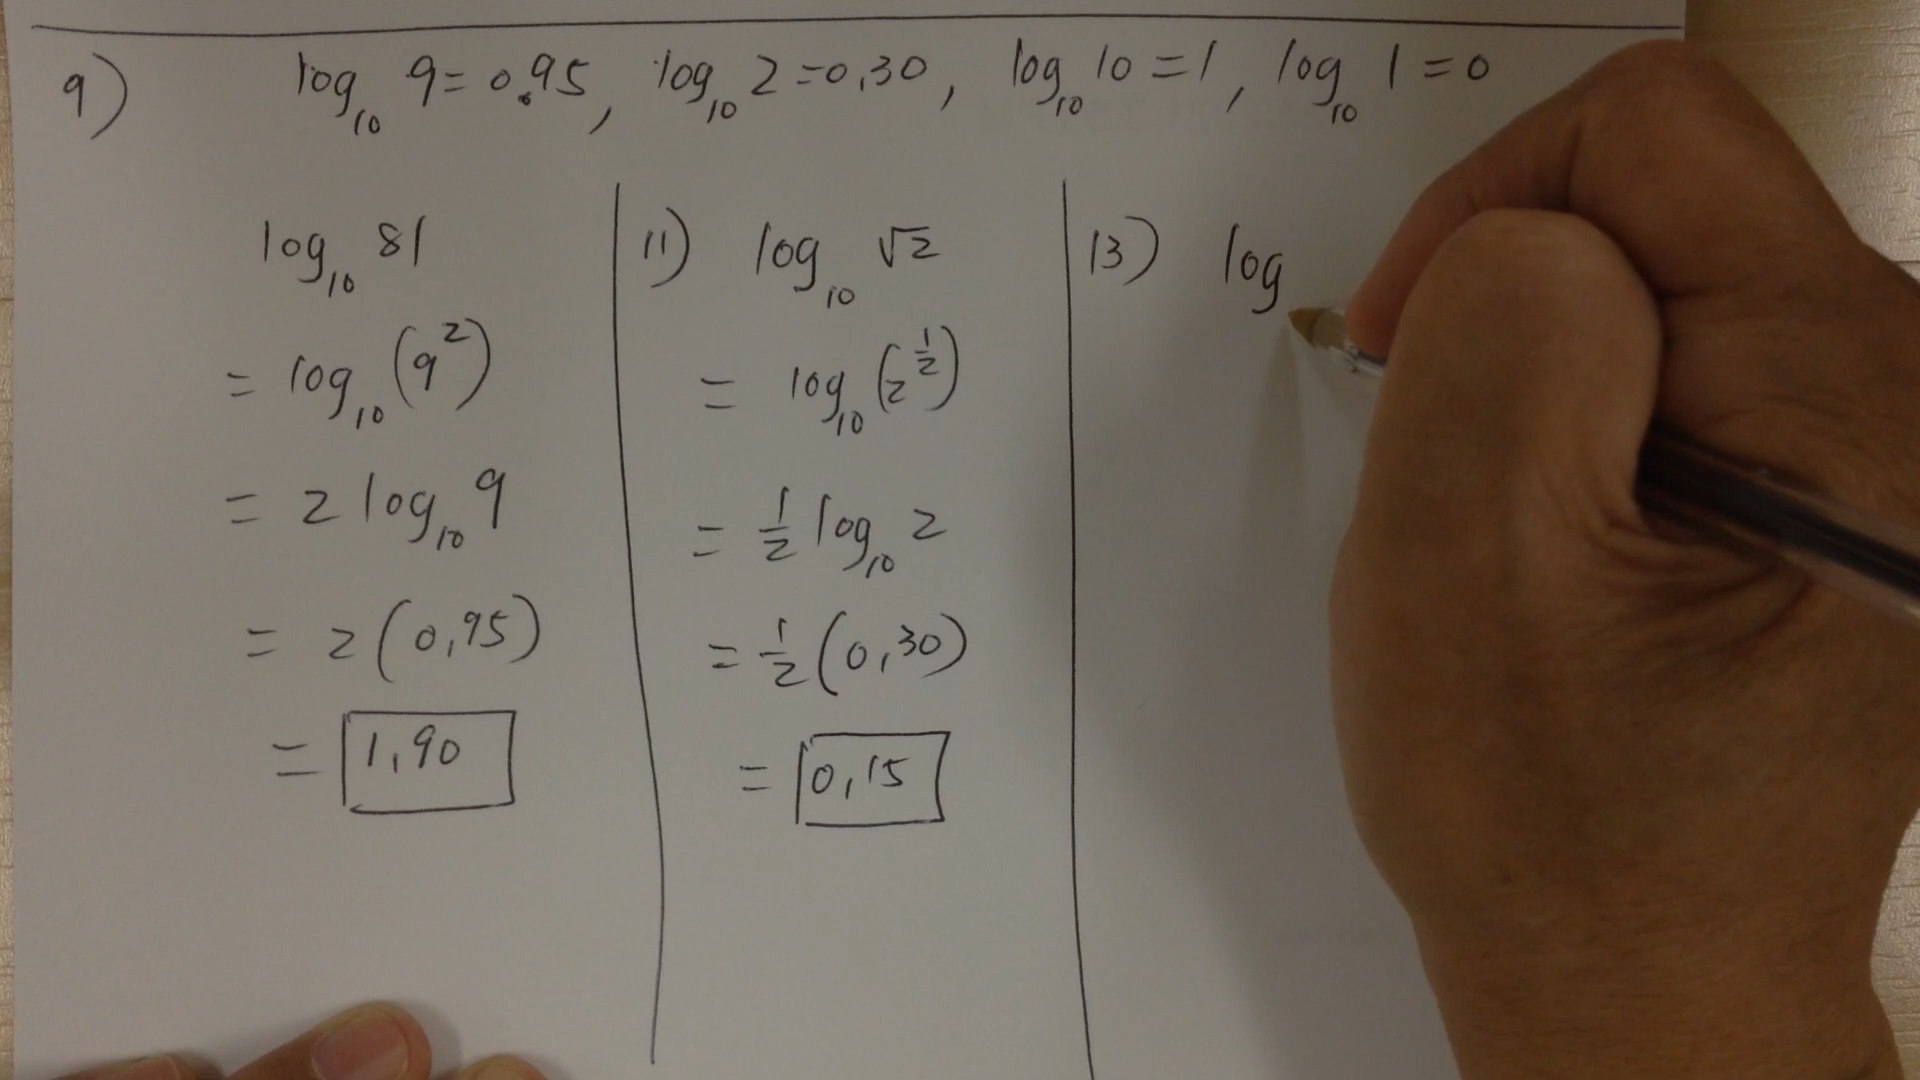 9) log₁₀ 9 = 0.95, log₁₀ 2 = 0,30, log₁₀ 10 = 1, log₁₀ 1 = 0
log₁₀ 81
= log₁₀ (9²)
= 2 log₁₀ 9
= 2 (0,95)
= 1,90
11) log₁₀ √2
= log₁₀ (2^½)
= ½ log₁₀ 2
= ½ (0,30)
= 0,15
13) log